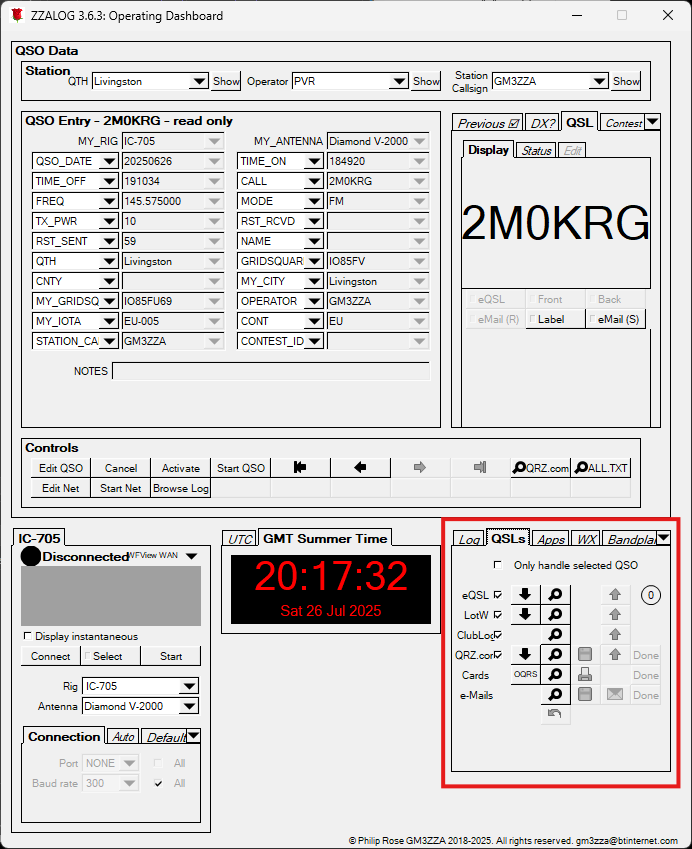 ZZALOG 3.6.3: Operating Dashboard
QSO Data
Station
QTH Livingston Show Operator PVR Show Station Callsign GM3ZZA Show
QSO Entry - 2M0KRG - read only
MY_RIG IC-705 MY_ANTENNA Diamond V-2000
QSO_DATE 20250626 TIME_ON 184920
TIME_OFF 191034 CALL 2M0KRG
FREQ 145.575000 MODE FM
TX_PWR 10 RST_RCVD
RST_SENT 59 NAME
QTH Livingston GRIDSQUAR IO85FV
CNTY MY_CITY Livingston
MY_GRIDSQ IO85FU69 OPERATOR GM3ZZA
MY_IOTA EU-005 CONT EU
STATION_CA GM3ZZA CONTEST_ID
NOTES
Previous DX? QSL Contest
Display Status Edit
2M0KRG
eQSL Front Back
eMail (R) Label eMail (S)
Controls
Edit QSO Cancel Activate Start QSO QRZ.com ALL.TXT
Edit Net Start Net Browse Log
IC-705
Disconnected WFView WAN
Display instantaneous
Connect Select Start
Rig IC-705
Antenna Diamond V-2000
Connection Auto Default
Port NONE All
Baud rate 300 All
UTC GMT Summer Time
20:17:32
Sat 26 Jul 2025
Log QSLs Apps WX Bandplan
Only handle selected QSO
eQSL 0
LotW
ClubLog
QRZ.com Done
Cards OQRS Done
e-Mails Done
© Philip Rose GM3ZZA 2018-2025. All rights reserved. gm3zza@btinternet.com